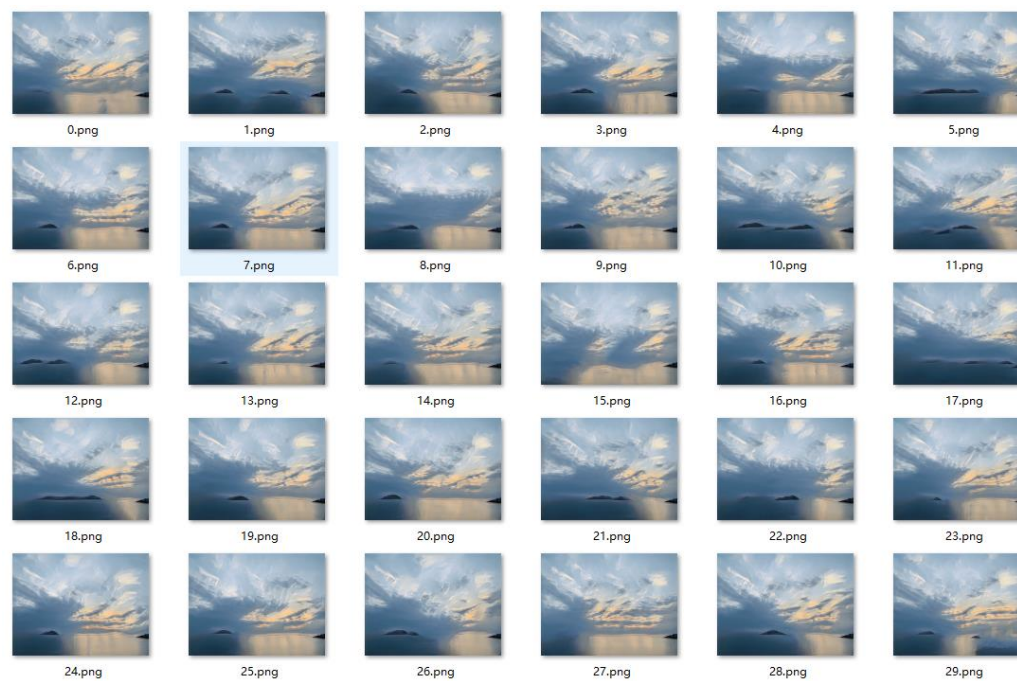 0.png 1.png 2.png 3.png 4.png 5.png
6.png 7.png 8.png 9.png 10.png 11.png
12.png 13.png 14.png 15.png 16.png 17.png
18.png 19.png 20.png 21.png 22.png 23.png
24.png 25.png 26.png 27.png 28.png 29.png